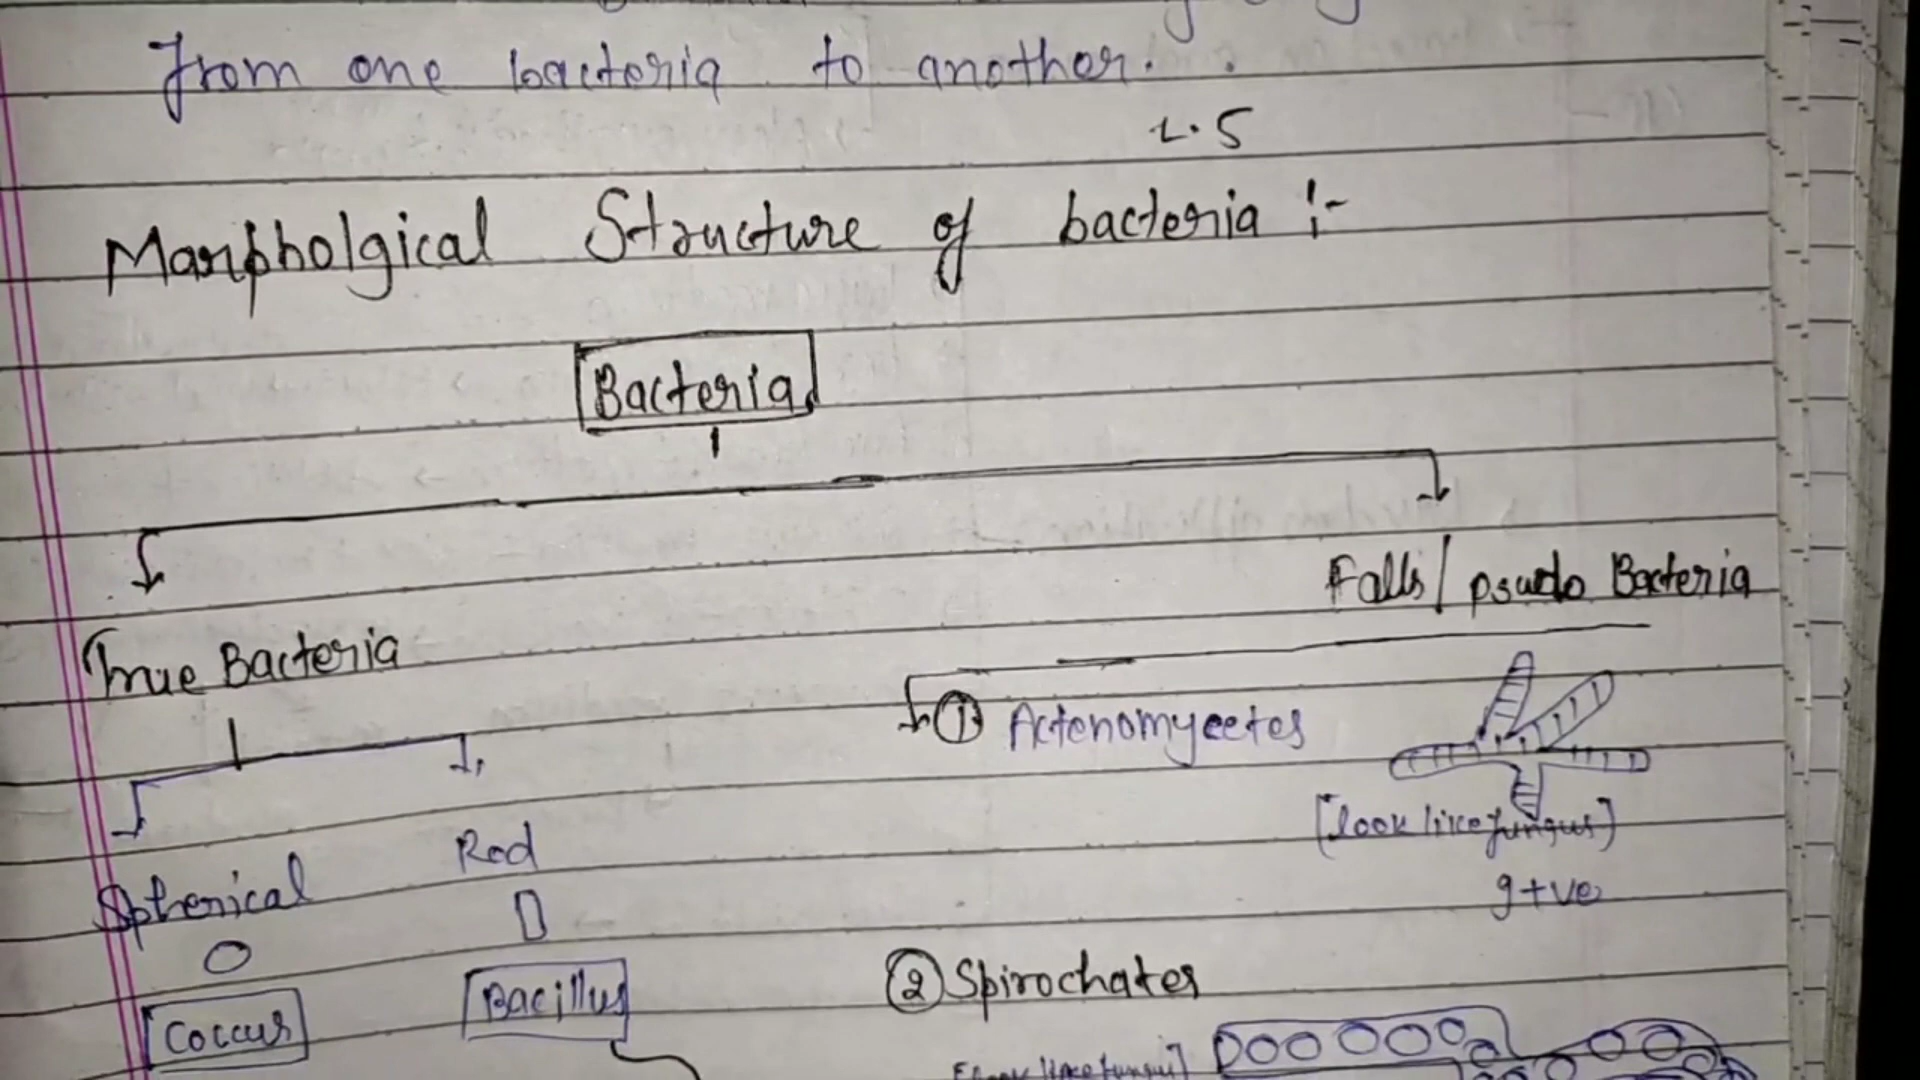 from one bacteria to another.
2.5
Marpholgical Structure of bacteria :-
Bacteria
True Bacteria
Falls/psudo Bacteria
Spherical
Rod
Coccus
Bacillus
① Actonomyeetes
[look like fungus]
g+ve
② Spirochates